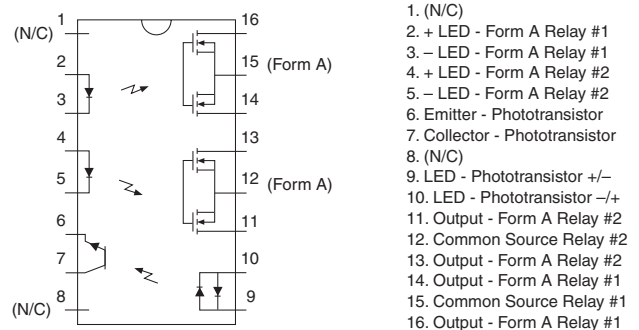 1
16
(N/C)
2
15
(Form A)
3
14
4
13
5
12
(Form A)
6
11
7
10
8
9
(N/C)
1. (N/C)
2. + LED - Form A Relay #1
3. – LED - Form A Relay #1
4. + LED - Form A Relay #2
5. – LED - Form A Relay #2
6. Emitter - Phototransistor
7. Collector - Phototransistor
8. (N/C)
9. LED - Phototransistor +/–
10. LED - Phototransistor –/+
11. Output - Form A Relay #2
12. Common Source Relay #2
13. Output - Form A Relay #2
14. Output - Form A Relay #1
15. Common Source Relay #1
16. Output - Form A Relay #1